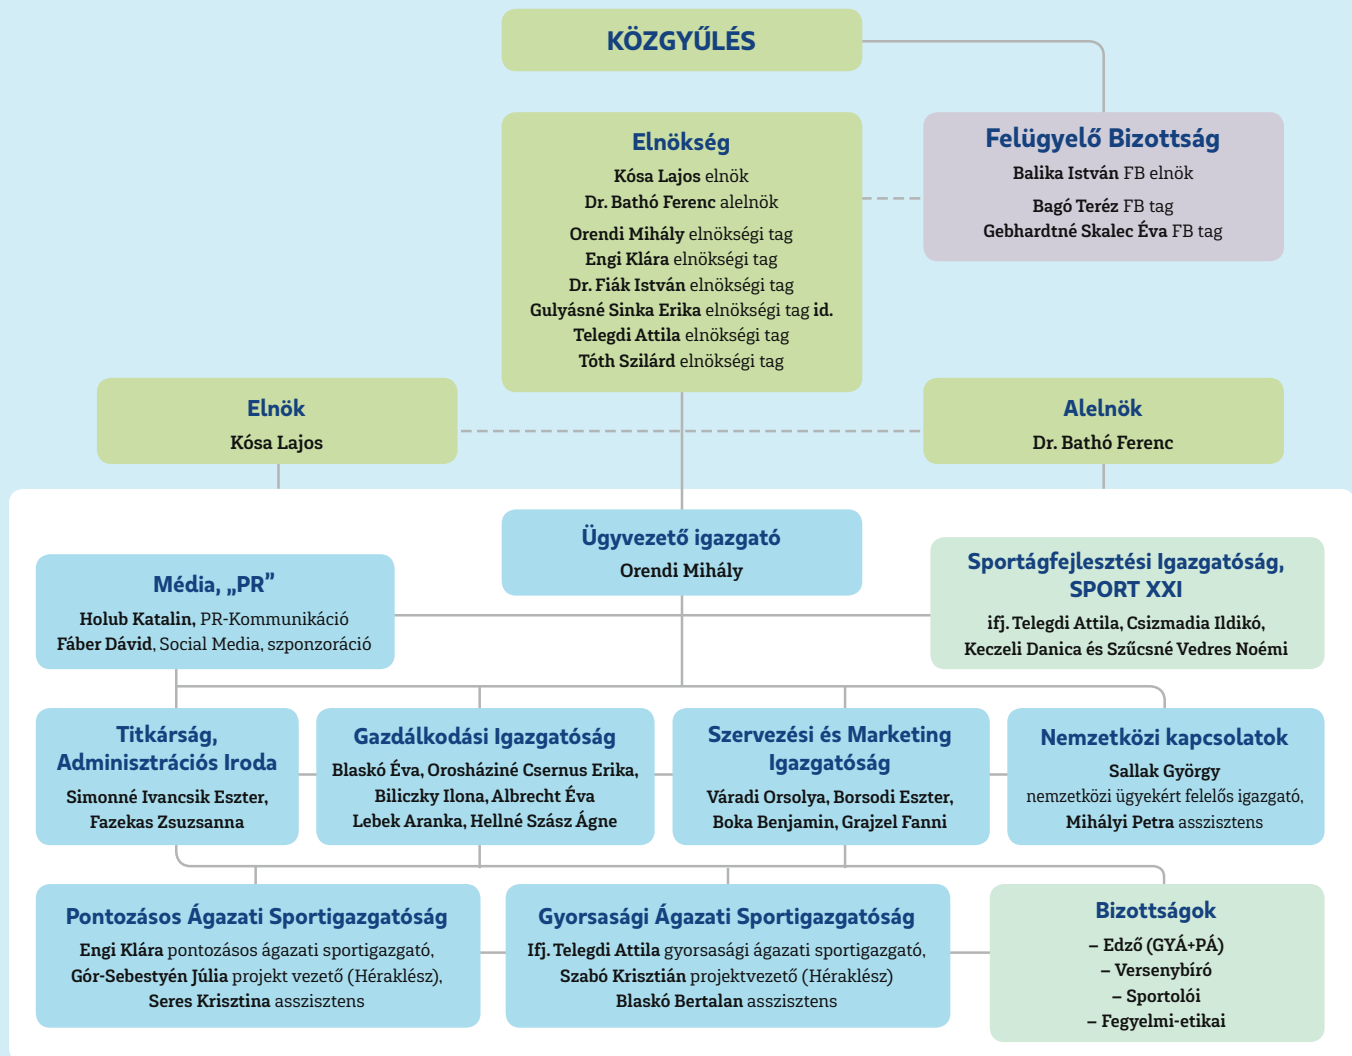 KÖZGYŰLÉS
Elnökség
Kósa Lajos elnök
Dr. Bathó Ferenc alelnök
Orendi Mihály elnökségi tag
Engi Klára elnökségi tag
Dr. Fiák István elnökségi tag
Gulyásné Sinka Erika elnökségi tag id.
Telegdi Attila elnökségi tag
Tóth Szilárd elnökségi tag
Felügyelő Bizottság
Balika István FB elnök
Bagó Teréz FB tag
Gebhardtné Skalec Éva FB tag
Elnök
Kósa Lajos
Alelnök
Dr. Bathó Ferenc
Ügyvezető igazgató
Orendi Mihály
Média, „PR”
Holub Katalin, PR-Kommunikáció
Fáber Dávid, Social Media, szponzoráció
Sportágfejlesztési Igazgatóság,
SPORT XXI
ifj. Telegdi Attila, Csizmadia Ildikó,
Keczeli Danica és Szűcsné Vedres Noémi
Titkárság,
Adminisztrációs Iroda
Simonné Ivancsik Eszter,
Fazekas Zsuzsanna
Gazdálkodási Igazgatóság
Blaskó Éva, Orosháziné Csernus Erika,
Biliczky Ilona, Albrecht Éva
Lebek Aranka, Hellné Szász Ágne
Szervezési és Marketing
Igazgatóság
Váradi Orsolya, Borsodi Eszter,
Boka Benjamin, Grajzel Fanni
Nemzetközi kapcsolatok
Sallak György
nemzetközi ügyekért felelős igazgató,
Mihályi Petra asszisztens
Pontozásos Ágazati Sportigazgatóság
Engi Klára pontozásos ágazati sportigazgató,
Gór-Sebestyén Júlia projekt vezető (Héraklész),
Seres Krisztina asszisztens
Gyorsasági Ágazati Sportigazgatóság
Ifj. Telegdi Attila gyorsasági ágazati sportigazgató,
Szabó Krisztián projektvezető (Héraklész)
Blaskó Bertalan asszisztens
Bizottságok
– Edző (GYÁ+PÁ)
– Versenybíró
– Sportolói
– Fegyelmi-etikai